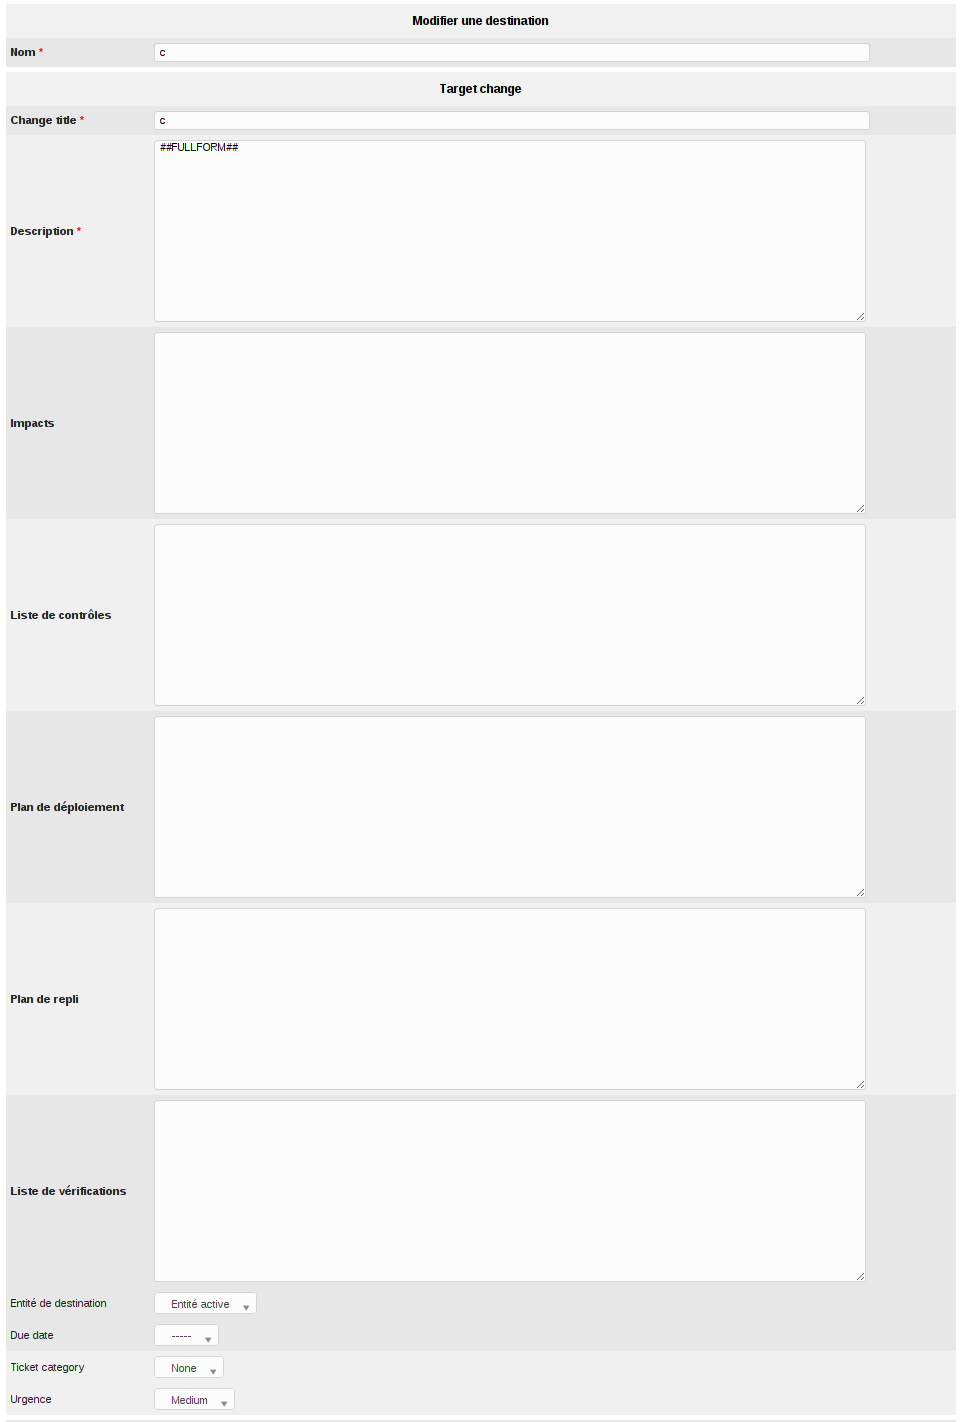 Modifier une destination
Nom *
c
Target change
Change title *
c
Description *
##FULLFORM##
Impacts
Liste de contrôles
Plan de déploiement
Plan de repli
Liste de vérifications
Entité de destination
Entité active
Due date
-----
Ticket category
None
Urgence
Medium